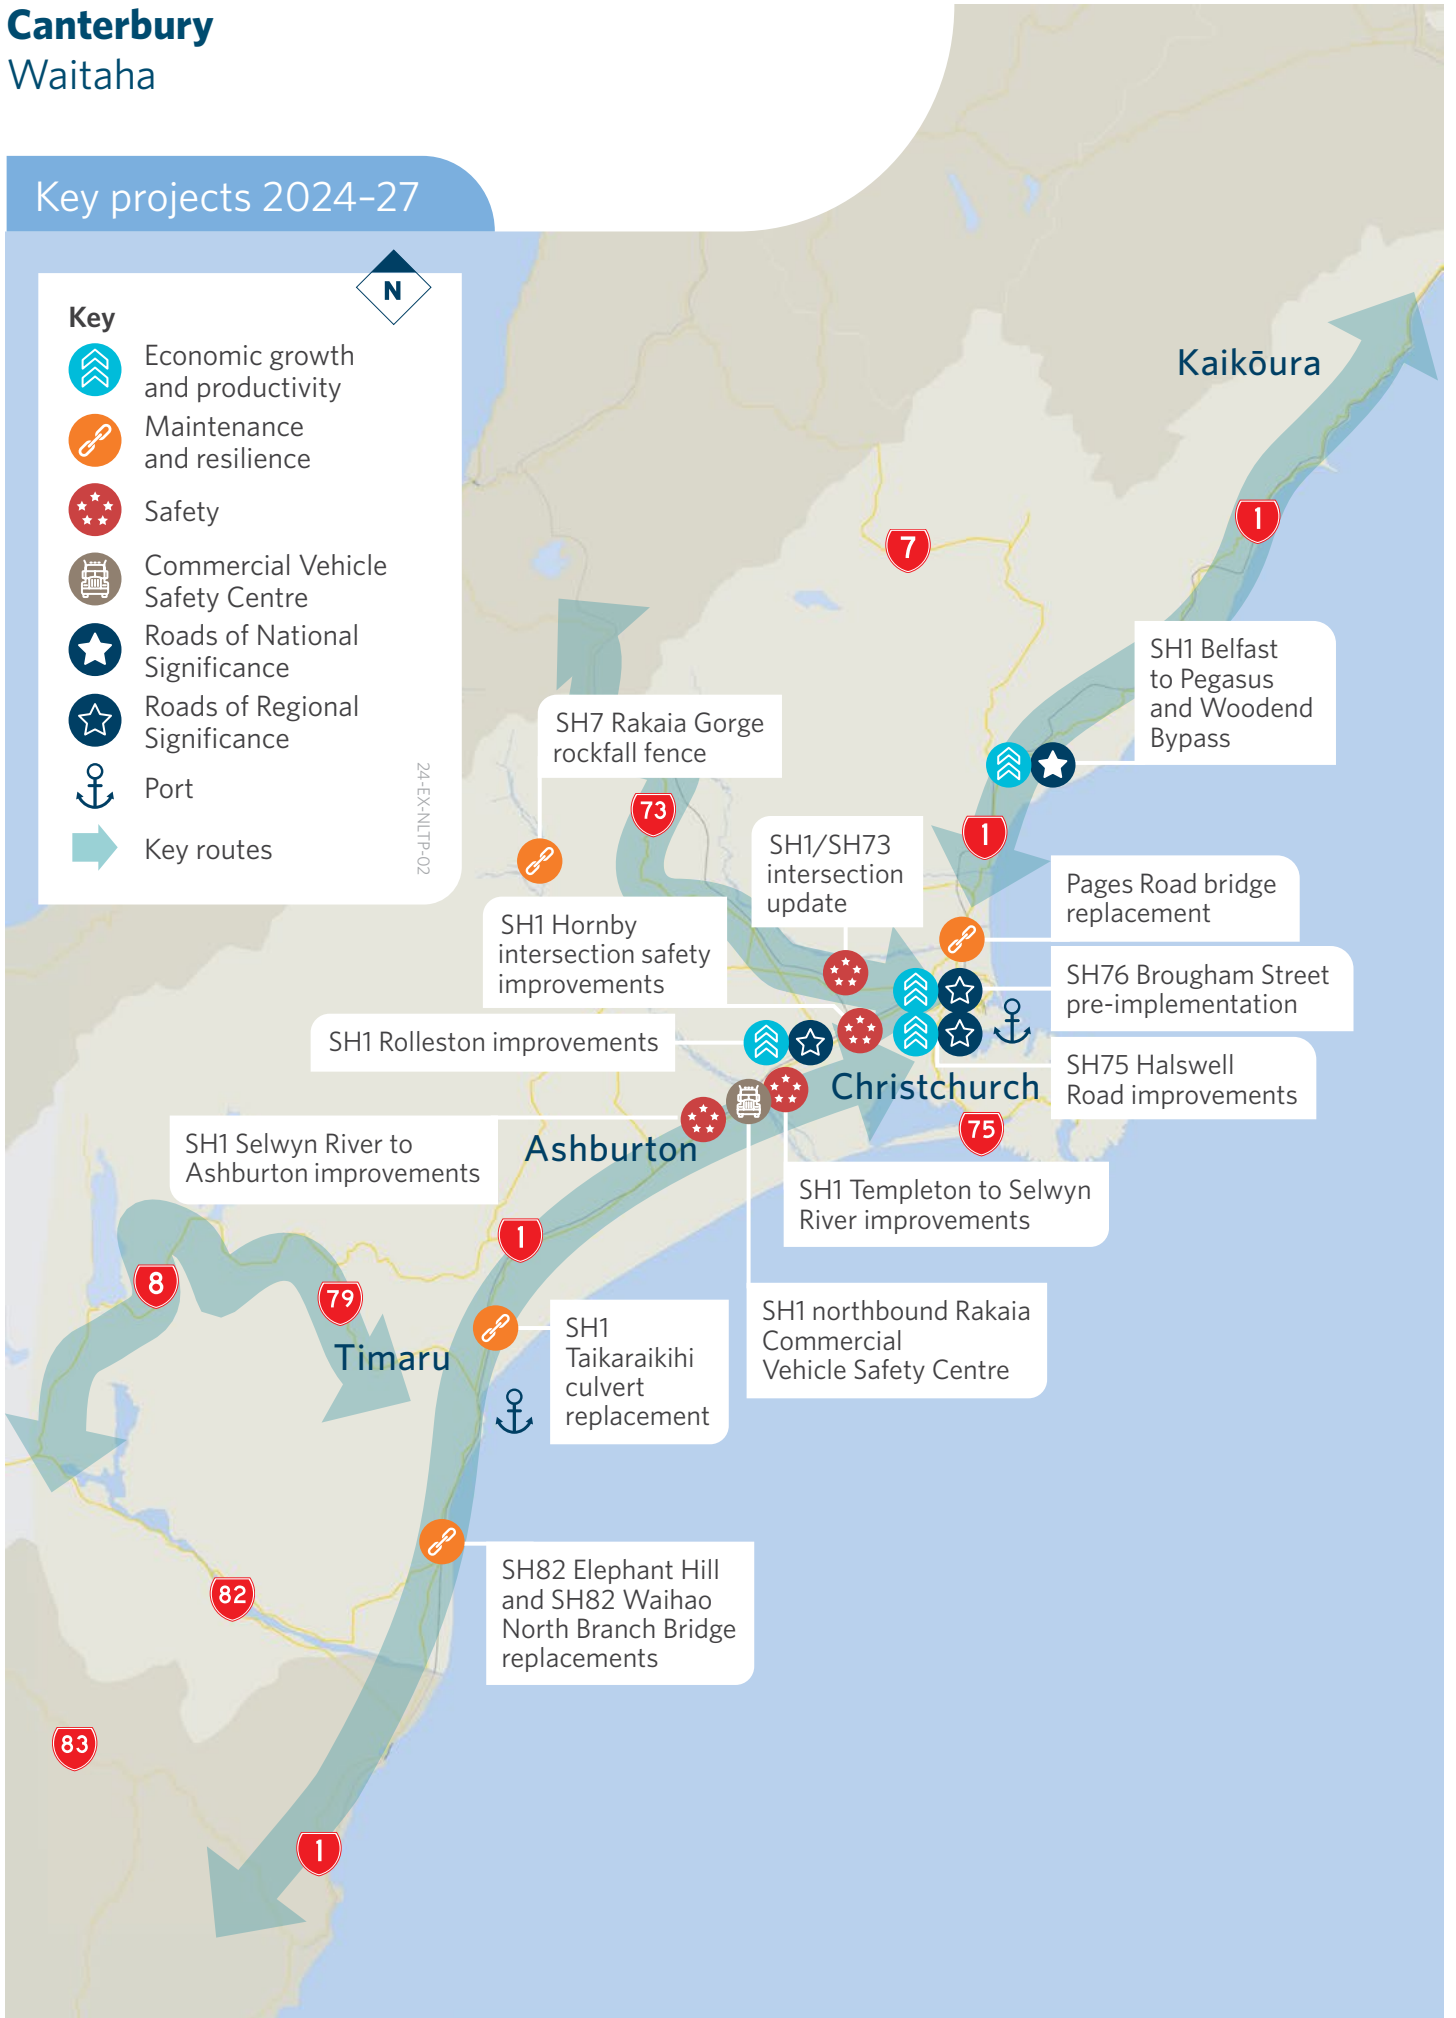 Canterbury
Waitaha
Key projects 2024–27
N
Key
Economic growth
and productivity
Maintenance
and resilience
Safety
Commercial Vehicle
Safety Centre
Roads of National
Significance
Roads of Regional
Significance
Port
Key routes
24-EX-NLTP-02
Kaikōura
1
7
SH1 Belfast
to Pegasus
and Woodend
Bypass
SH7 Rakaia Gorge
rockfall fence
73
1
SH1/SH73
intersection
update
Pages Road bridge
replacement
SH1 Hornby
intersection safety
improvements
SH76 Brougham Street
pre-implementation
SH1 Rolleston improvements
SH75 Halswell
Road improvements
Christchurch
75
SH1 Selwyn River to
Ashburton improvements
Ashburton
SH1 Templeton to Selwyn
River improvements
1
8
79
SH1 northbound Rakaia
Commercial
Vehicle Safety Centre
Timaru
SH1
Taikaraikihi
culvert
replacement
SH82 Elephant Hill
and SH82 Waihao
North Branch Bridge
replacements
82
83
1